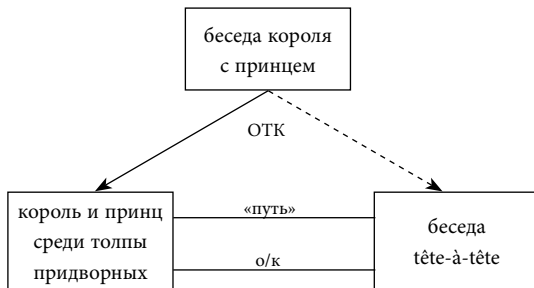 беседа короля
с принцем
ОТК
король и принц
среди толпы
придворных
«путь»
о/к
беседа
tête-à-tête